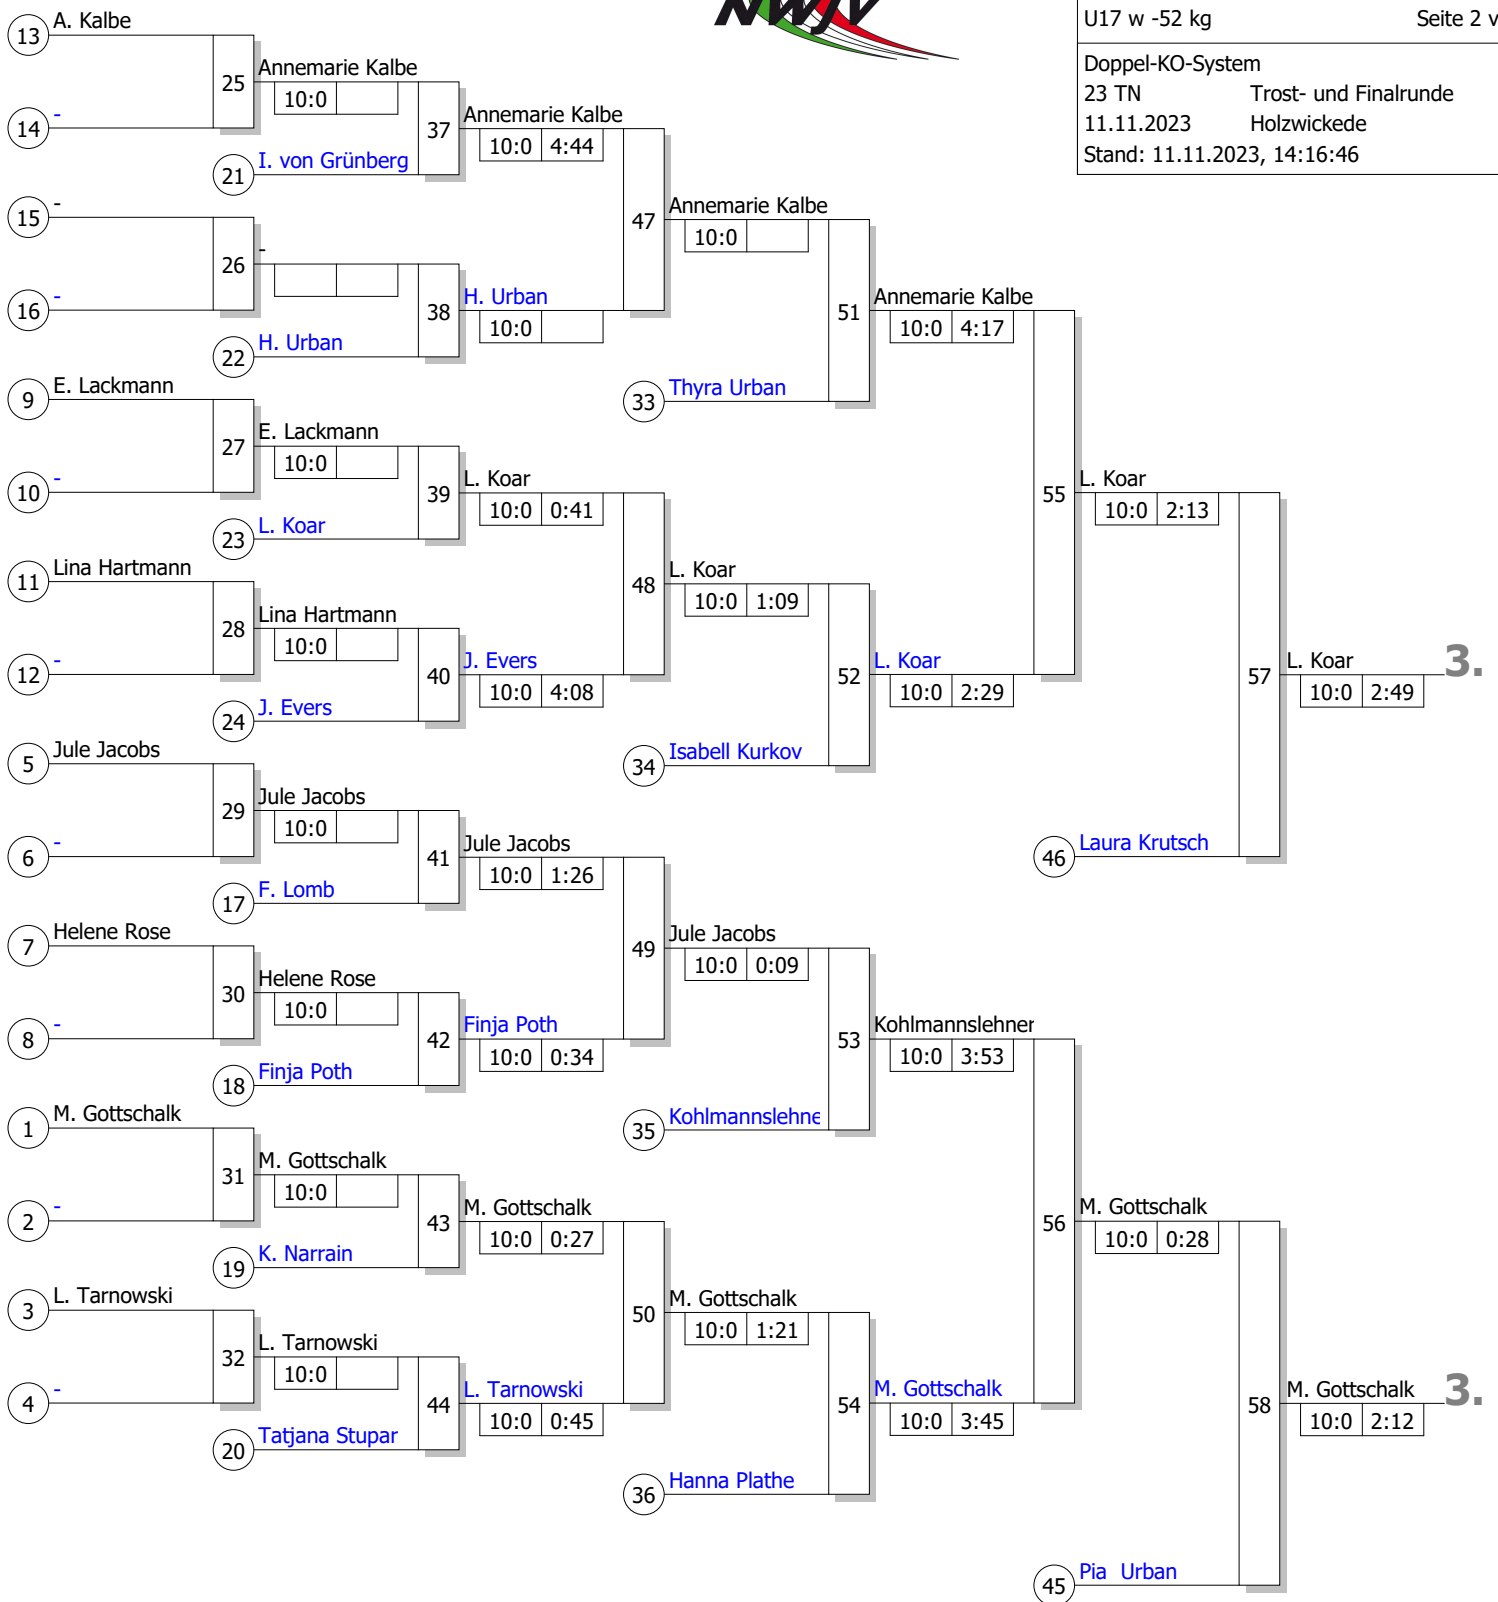 NWJV
U17 w -52 kg Seite 2 v
Doppel-KO-System
23 TN Trost- und Finalrunde
11.11.2023 Holzwickede
Stand: 11.11.2023, 14:16:46
13 A. Kalbe
25 Annemarie Kalbe
10:0
14 -
37 Annemarie Kalbe
10:0 4:44
21 I. von Grünberg
15 -
47 Annemarie Kalbe
10:0
26 -
16 -
38 H. Urban
10:0
22 H. Urban
51 Annemarie Kalbe
10:0 4:17
33 Thyra Urban
9 E. Lackmann
27 E. Lackmann
10:0
10 -
39 L. Koar
10:0 0:41
23 L. Koar
55 L. Koar
10:0 2:13
11 Lina Hartmann
48 L. Koar
10:0 1:09
28 Lina Hartmann
10:0
12 -
40 J. Evers
10:0 4:08
24 J. Evers
52 L. Koar
10:0 2:29
34 Isabell Kurkov
57 L. Koar 3.
10:0 2:49
46 Laura Krutsch
5 Jule Jacobs
29 Jule Jacobs
10:0
6 -
41 Jule Jacobs
10:0 1:26
17 F. Lomb
7 Helene Rose
49 Jule Jacobs
10:0 0:09
30 Helene Rose
10:0
8 -
42 Finja Poth
10:0 0:34
18 Finja Poth
53 Kohlmannslehner
10:0 3:53
35 Kohlmannslehne
1 M. Gottschalk
31 M. Gottschalk
10:0
2 -
43 M. Gottschalk
10:0 0:27
19 K. Narrain
56 M. Gottschalk
10:0 0:28
3 L. Tarnowski
50 M. Gottschalk
10:0 1:21
32 L. Tarnowski
10:0
4 -
44 L. Tarnowski
10:0 0:45
20 Tatjana Stupar
54 M. Gottschalk
10:0 3:45
36 Hanna Plathe
58 M. Gottschalk 3.
10:0 2:12
45 Pia Urban